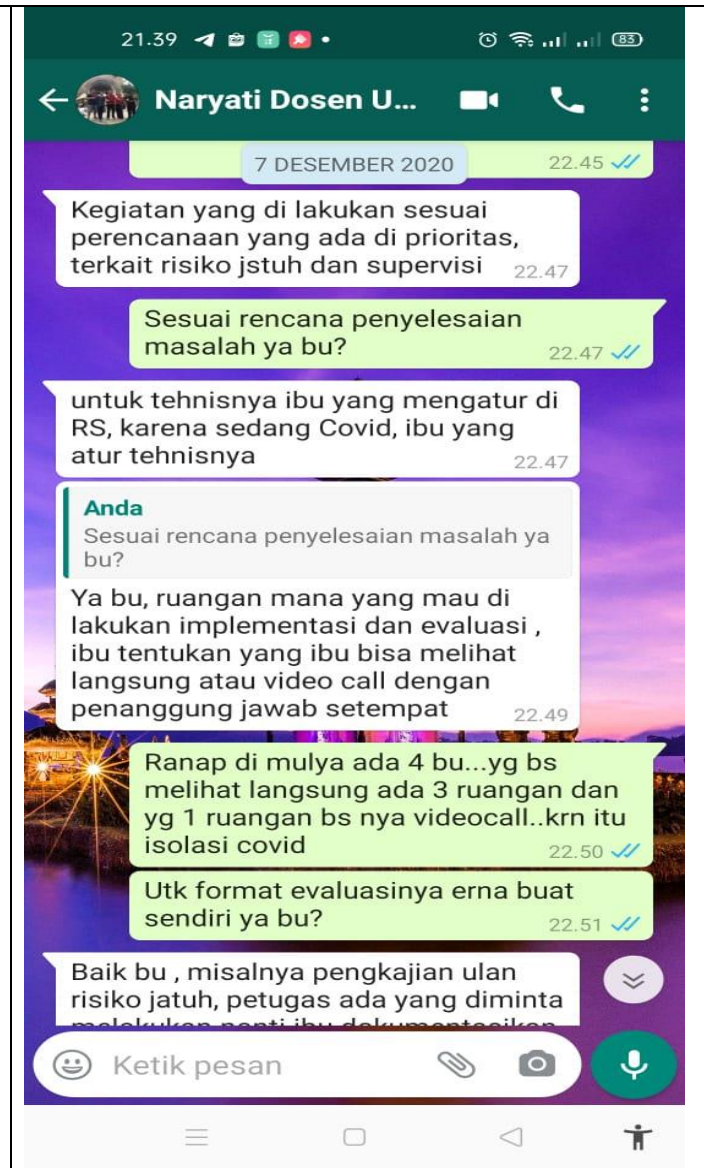 21.39
83
Naryati Dosen U...
7 DESEMBER 2020
22.45
Kegiatan yang di lakukan sesuai
perencanaan yang ada di prioritas,
terkait risiko jstuh dan supervisi 22.47
Sesuai rencana penyelesaian
masalah ya bu? 22.47
untuk tehnisnya ibu yang mengatur di
RS, karena sedang Covid, ibu yang
atur tehnisnya 22.47
Anda
Sesuai rencana penyelesaian masalah ya
bu?
Ya bu, ruangan mana yang mau di
lakukan implementasi dan evaluasi ,
ibu tentukan yang ibu bisa melihat
langsung atau video call dengan
penanggung jawab setempat 22.49
Ranap di mulya ada 4 bu...yg bs
melihat langsung ada 3 ruangan dan
yg 1 ruangan bs nya videocall..krn itu
isolasi covid 22.50
Utk format evaluasinya erna buat
sendiri ya bu? 22.51
Baik bu , misalnya pengkajian ulan
risiko jatuh, petugas ada yang diminta
melakukan nanti ibu dokumentasikan
Ketik pesan